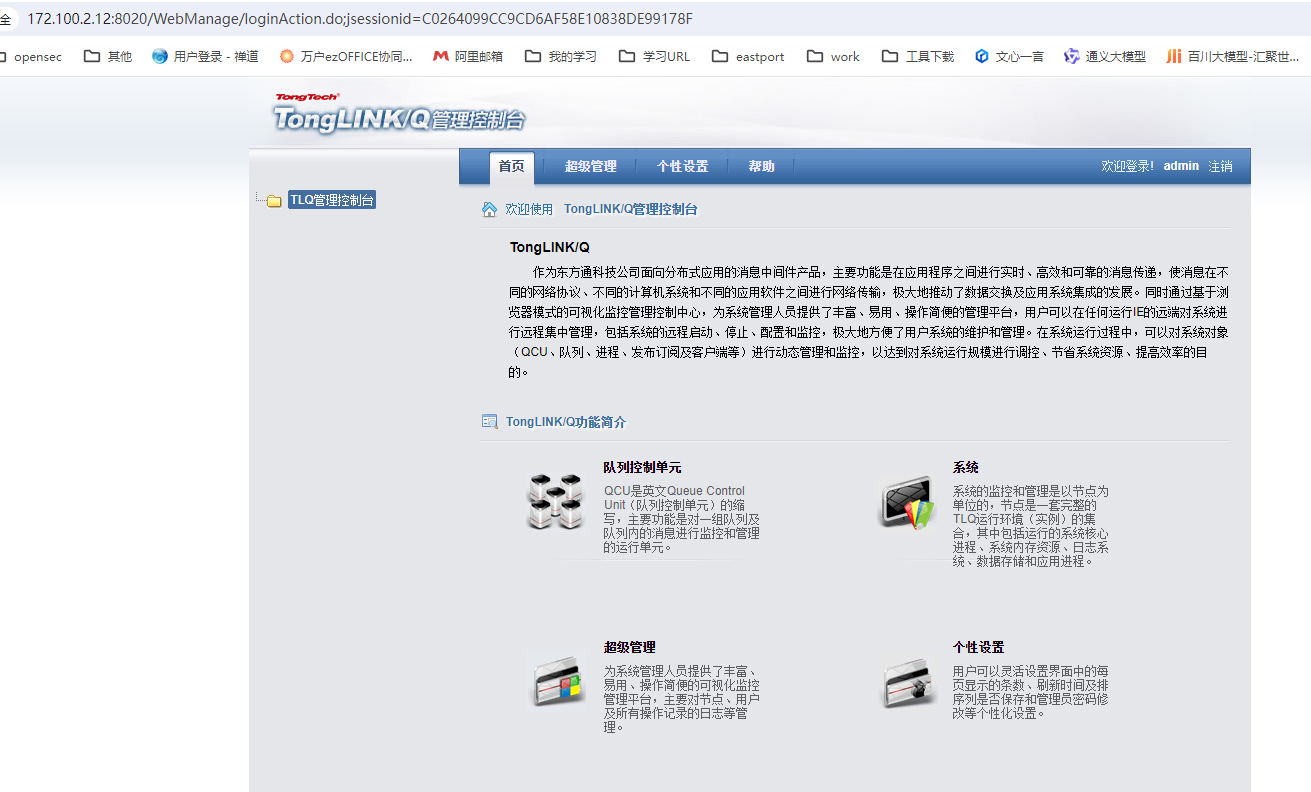 全 172.100.2.12:8020/WebManage/loginAction.do;jsessionid=C0264099CC9CD6AF58E10838DE99178F
opensec 其他 用户登录 - 禅道 万户ezOFFICE协同... 阿里邮箱 我的学习 学习URL eastport work 工具下载 文心一言 通义大模型 百川大模型-汇聚世...
TongTech®
TongLINK/Q管理控制台
首页 超级管理 个性设置 帮助 欢迎登录! admin 注销
TLQ管理控制台
欢迎使用 TongLINK/Q管理控制台
TongLINK/Q
作为东方通科技公司面向分布式应用的消息中间件产品，主要功能是在应用程序之间进行实时、高效和可靠的消息传递，使消息在不
同的网络协议、不同的计算机系统和不同的应用软件之间进行网络传输，极大地推动了数据交换及应用系统集成的发展。同时通过基于浏
览器模式的可视化监控管理控制中心，为系统管理人员提供了丰富、易用、操作简便的管理平台，用户可以在任何运行IE的远端对系统进
行远程集中管理，包括系统的远程启动、停止、配置和监控，极大地方便了用户系统的维护和管理。在系统运行过程中，可以对系统对象
（QCU、队列、进程、发布订阅及客户端等）进行动态管理和监控，以达到对系统运行规模进行调控、节省系统资源、提高效率的目
的。
TongLINK/Q功能简介
队列控制单元
QCU是英文Queue Control
Unit（队列控制单元）的缩
写，主要功能是对一组队列及
队列内的消息进行监控和管理
的运行单元。
系统
系统的监控和管理是以节点为
单位的，节点是一套完整的
TLQ运行环境（实例）的集
合，其中包括运行的系统核心
进程、系统内存资源、日志系
统、数据存储和应用进程。
超级管理
为系统管理人员提供了丰富、
易用、操作简便的可视化监控
管理平台，主要对节点、用户
及所有操作记录的日志等管
理。
个性设置
用户可以灵活设置界面中的每
页显示的条数、刷新时间及排
序列是否保存和管理员密码修
改等个性化设置。